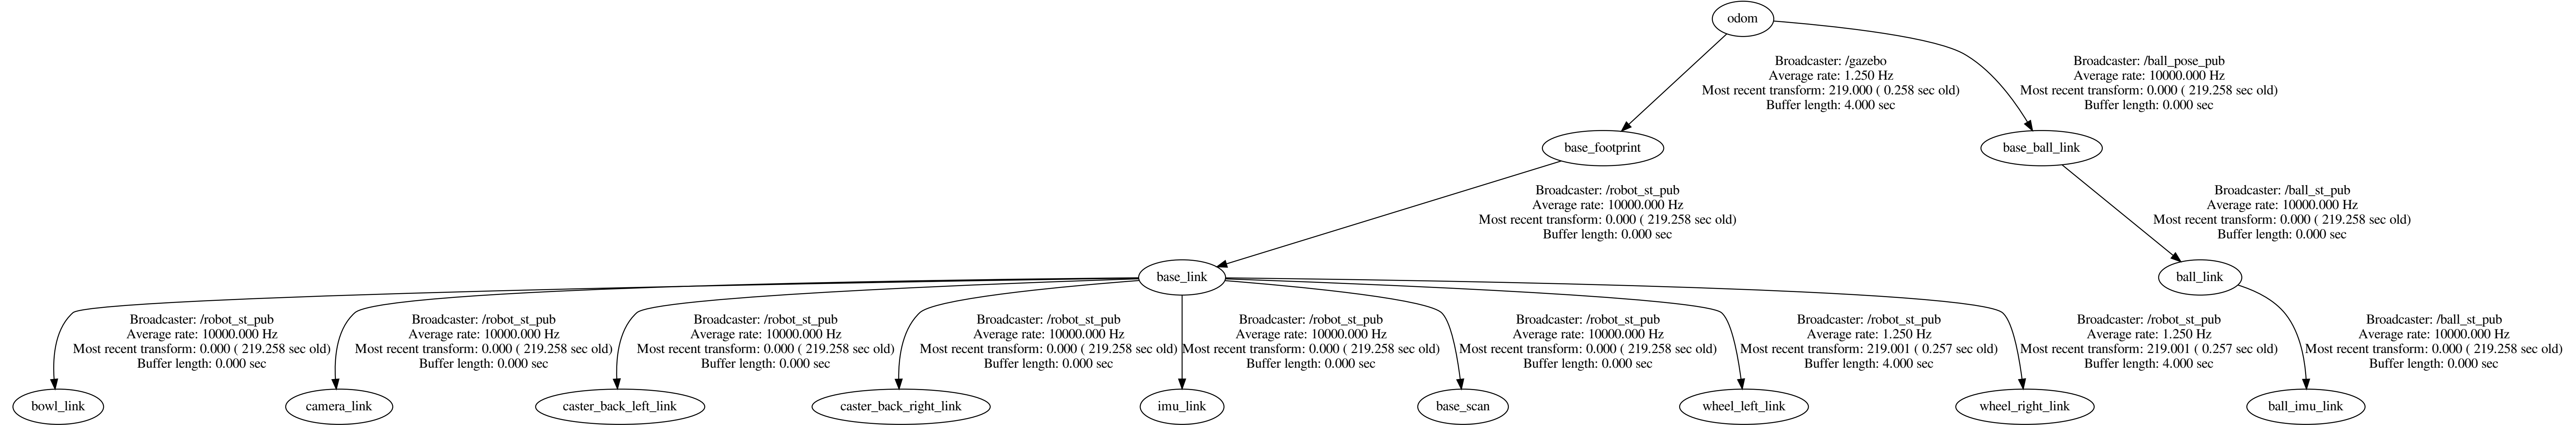 odom
Broadcaster: /gazebo
Average rate: 1.250 Hz
Most recent transform: 219.000 ( 0.258 sec old)
Buffer length: 4.000 sec
Broadcaster: /ball_pose_pub
Average rate: 10000.000 Hz
Most recent transform: 0.000 ( 219.258 sec old)
Buffer length: 0.000 sec
base_footprint
base_ball_link
Broadcaster: /robot_st_pub
Average rate: 10000.000 Hz
Most recent transform: 0.000 ( 219.258 sec old)
Buffer length: 0.000 sec
Broadcaster: /ball_st_pub
Average rate: 10000.000 Hz
Most recent transform: 0.000 ( 219.258 sec old)
Buffer length: 0.000 sec
base_link
ball_link
Broadcaster: /robot_st_pub
Average rate: 10000.000 Hz
Most recent transform: 0.000 ( 219.258 sec old)
Buffer length: 0.000 sec
Broadcaster: /robot_st_pub
Average rate: 10000.000 Hz
Most recent transform: 0.000 ( 219.258 sec old)
Buffer length: 0.000 sec
Broadcaster: /robot_st_pub
Average rate: 10000.000 Hz
Most recent transform: 0.000 ( 219.258 sec old)
Buffer length: 0.000 sec
Broadcaster: /robot_st_pub
Average rate: 10000.000 Hz
Most recent transform: 0.000 ( 219.258 sec old)
Buffer length: 0.000 sec
Broadcaster: /robot_st_pub
Average rate: 10000.000 Hz
Most recent transform: 0.000 ( 219.258 sec old)
Buffer length: 0.000 sec
Broadcaster: /robot_st_pub
Average rate: 10000.000 Hz
Most recent transform: 0.000 ( 219.258 sec old)
Buffer length: 0.000 sec
Broadcaster: /robot_st_pub
Average rate: 1.250 Hz
Most recent transform: 219.001 ( 0.257 sec old)
Buffer length: 4.000 sec
Broadcaster: /robot_st_pub
Average rate: 1.250 Hz
Most recent transform: 219.001 ( 0.257 sec old)
Buffer length: 4.000 sec
Broadcaster: /ball_st_pub
Average rate: 10000.000 Hz
Most recent transform: 0.000 ( 219.258 sec old)
Buffer length: 0.000 sec
bowl_link
camera_link
caster_back_left_link
caster_back_right_link
imu_link
base_scan
wheel_left_link
wheel_right_link
ball_imu_link